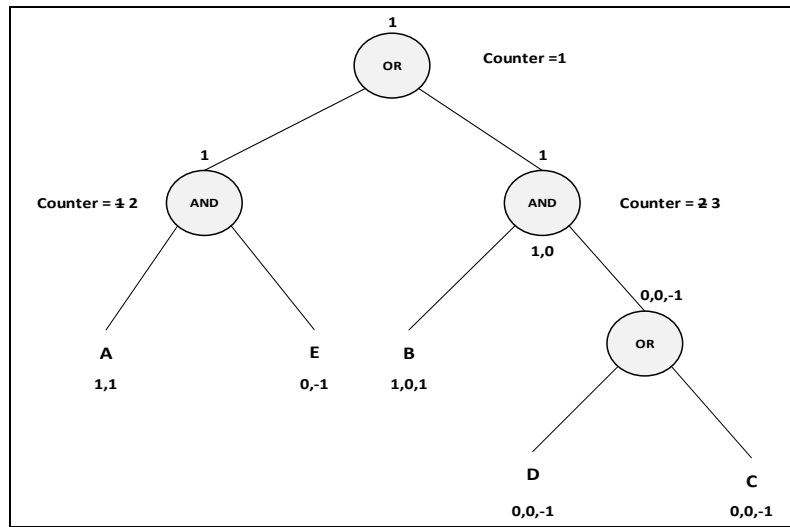 1
OR
Counter =1
1
1
Counter = 1 2
AND
AND
Counter = 2 3
1,0
0,0,-1
OR
A
E
B
1,1
0,-1
1,0,1
D
C
0,0,-1
0,0,-1